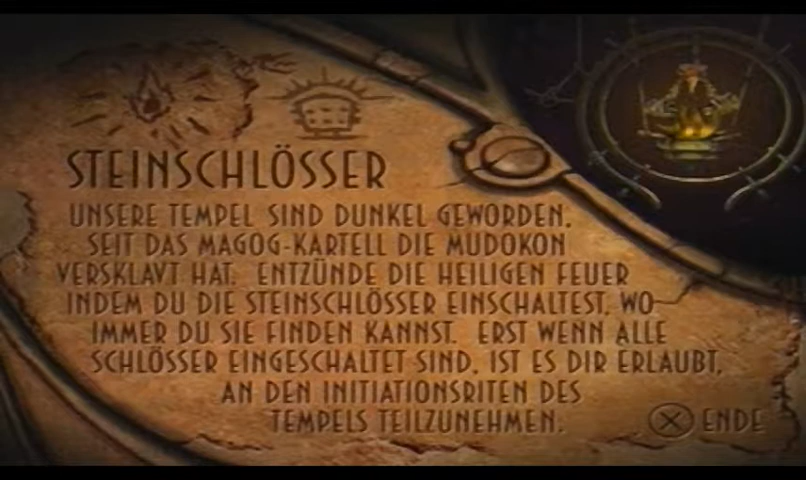 STEINSCHLÖSSER
UNSERE TEMPEL SIND DUNKEL GEWORDEN,
SEIT DAS MAGOG-KARTELL DIE MUDOKON
VERSKLAVT HAT. ENTZÜNDE DIE HEILIGEN FEUER
INDEM DU DIE STEINSCHLÖSSER EINSCHALTEST, WO
IMMER DU SIE FINDEN KANNST. ERST WENN ALLE
SCHLÖSSER EINGESCHALTET SIND, IST ES DIR ERLAUBT,
AN DEN INITIATIONSRITEN DES
TEMPELS TEILZUNEHMEN.
X ENDE